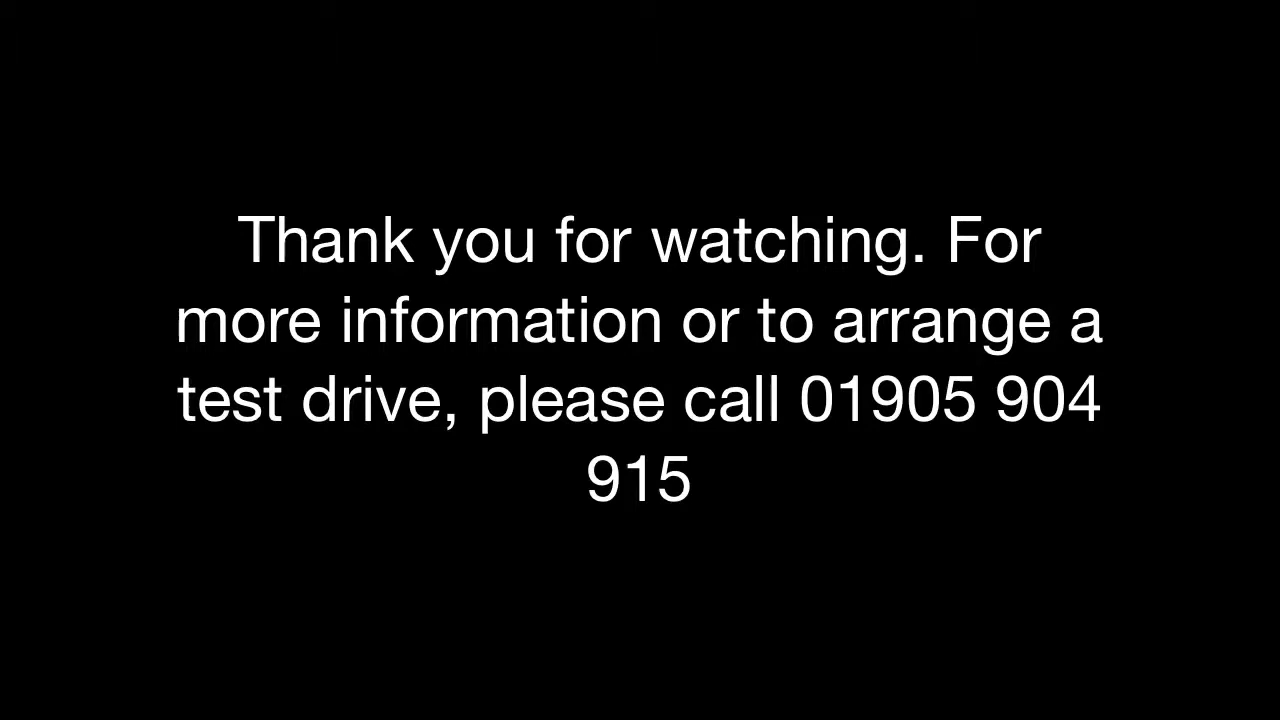 Thank you for watching. For
more information or to arrange a
test drive, please call 01905 904
915